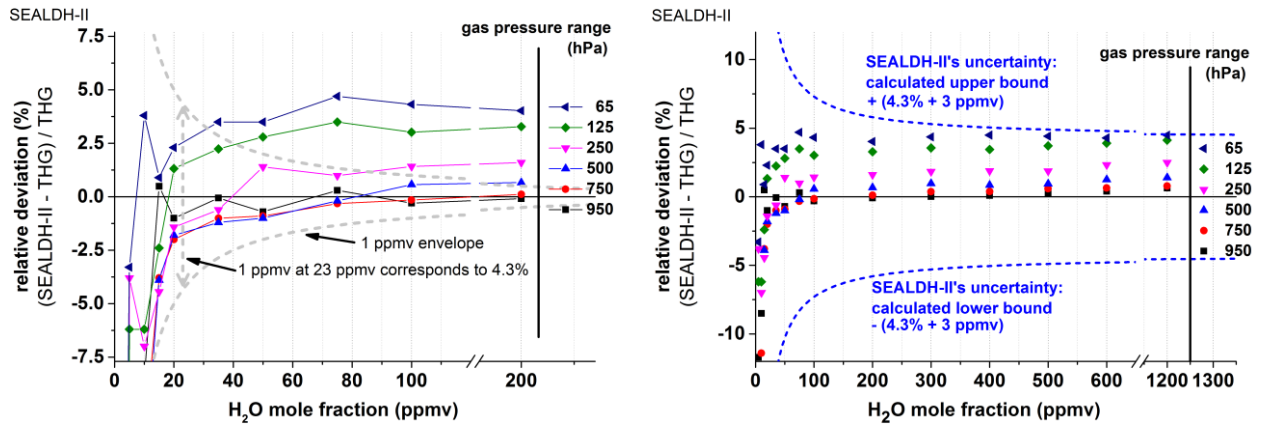 SEALDH-II
gas pressure range
(hPa)
relative deviation (%)
(SEALDH-II - THG) / THG
7.5
5.0
2.5
0.0
-2.5
-5.0
-7.5
65
125
250
500
750
950
1 ppmv envelope
1 ppmv at 23 ppmv corresponds to 4.3%
0 20 40 60 80 100 200
H2O mole fraction (ppmv)
SEALDH-II
gas pressure range
(hPa)
relative deviation (%)
(SEALDH-II - THG) / THG
10
5
0
-5
-10
SEALDH-II's uncertainty:
calculated upper bound
+ (4.3% + 3 ppmv)
65
125
250
500
750
950
SEALDH-II's uncertainty:
calculated lower bound
- (4.3% + 3 ppmv)
0 100 200 300 400 500 600 1200 1300
H2O mole fraction (ppmv)